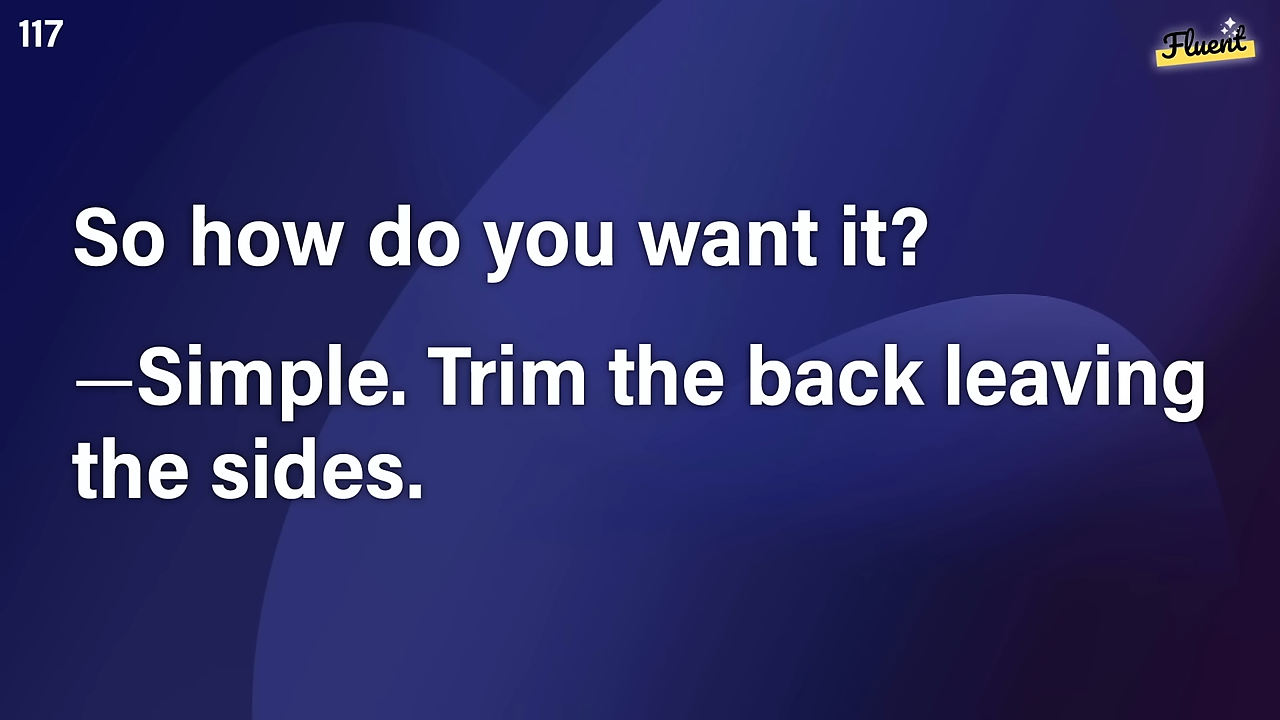 117
Fluent
So how do you want it?
—Simple. Trim the back leaving
the sides.